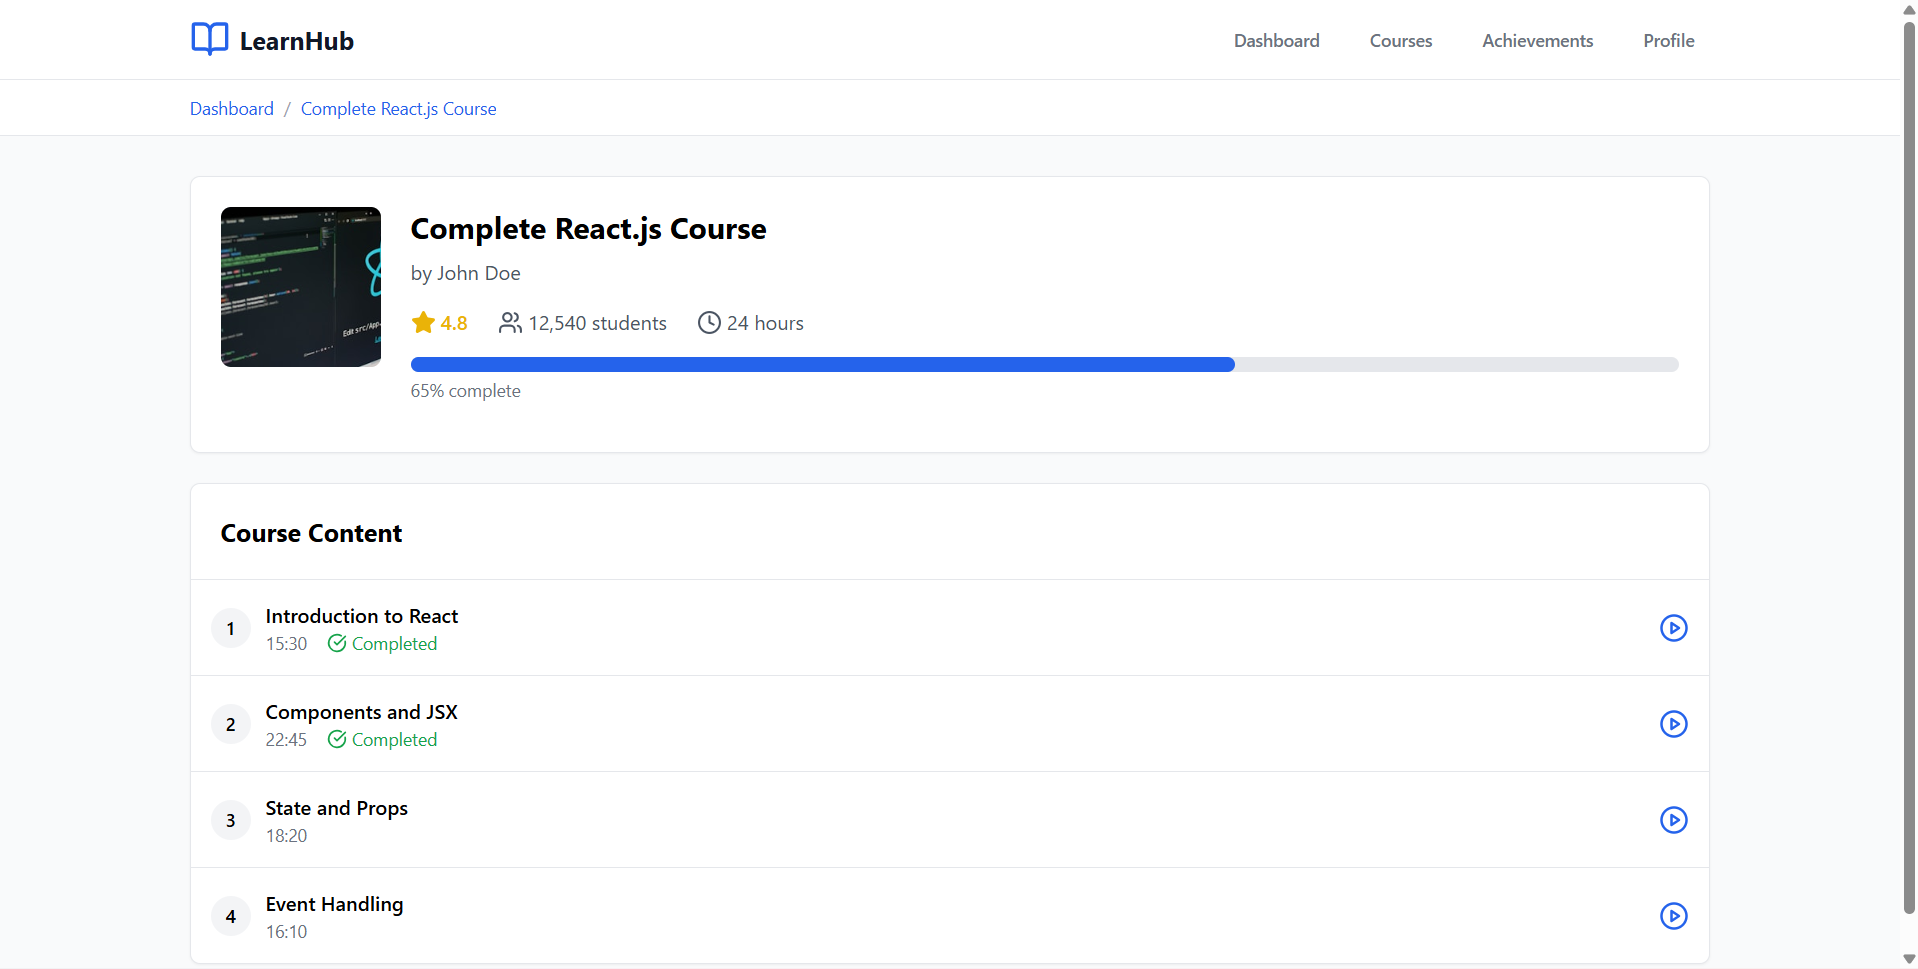 LearnHub
Dashboard Courses Achievements Profile
Dashboard / Complete React.js Course
Complete React.js Course
by John Doe
4.8 12,540 students 24 hours
65% complete
Edit src/App
Course Content
1
Introduction to React
15:30 Completed
2
Components and JSX
22:45 Completed
3
State and Props
18:20
4
Event Handling
16:10